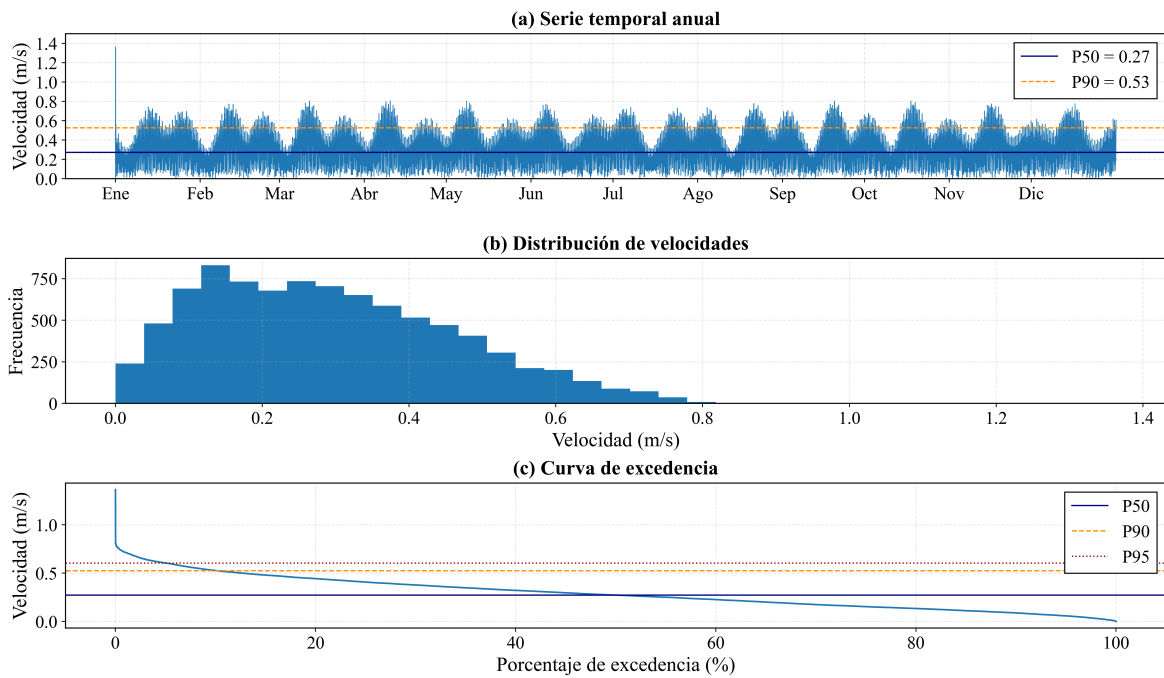 (a) Serie temporal anual
Velocidad (m/s)
1.4
1.2
1.0
0.8
0.6
0.4
0.2
0.0
P50 = 0.27
P90 = 0.53
Ene Feb Mar Abr May Jun Jul Ago Sep Oct Nov Dic
(b) Distribución de velocidades
Frecuencia
750
500
250
0
0.0 0.2 0.4 0.6 0.8 1.0 1.2 1.4
Velocidad (m/s)
(c) Curva de excedencia
Velocidad (m/s)
1.0
0.5
0.0
P50
P90
P95
0 20 40 60 80 100
Porcentaje de excedencia (%)